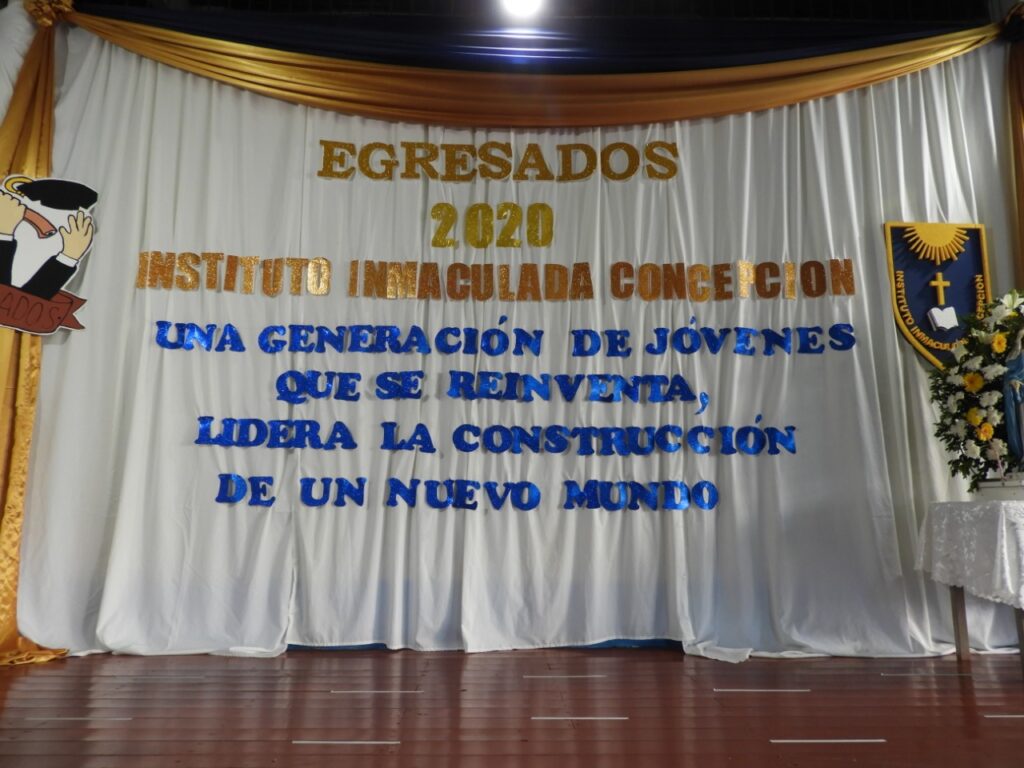 EGRESADOS
2020
INSTITUTO INMACULADA CONCEPCION
UNA GENERACIÓN DE JÓVENES
QUE SE REINVENTA,
LIDERA LA CONSTRUCCIÓN
DE UN NUEVO MUNDO
INSTITUTO